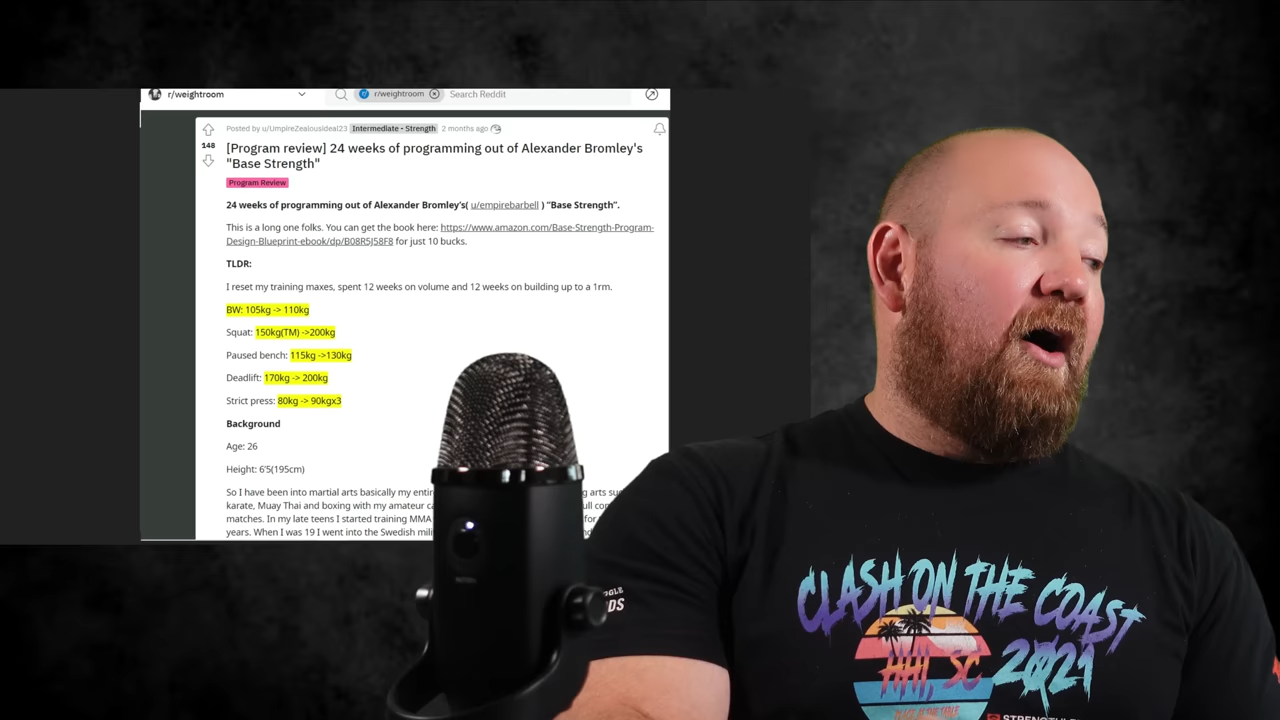 r/weightroom
r/weightroom
Search Reddit
Posted by u/UmpireZealousIdeal23 Intermediate - Strength 2 months ago
148
[Program review] 24 weeks of programming out of Alexander Bromley's
"Base Strength"
Program Review
24 weeks of programming out of Alexander Bromley's( u/empirebarbell ) "Base Strength".
This is a long one folks. You can get the book here: https://www.amazon.com/Base-Strength-Program-
Design-Blueprint-ebook/dp/B08R5J58F8 for just 10 bucks.
TLDR:
I reset my training maxes, spent 12 weeks on volume and 12 weeks on building up to a 1rm.
BW: 105kg -> 110kg
Squat: 150kg(TM) ->200kg
Paused bench: 115kg ->130kg
Deadlift: 170kg -> 200kg
Strict press: 80kg -> 90kgx3
Background
Age: 26
Height: 6'5(195cm)
So I have been into martial arts basically my g arts
karate, Muay Thai and boxing with my amateur
matches. In my late teens I started training MMA for
years. When I was 19 I went into the Swedish
CLASH ON THE COAST
HHI, SC 2021